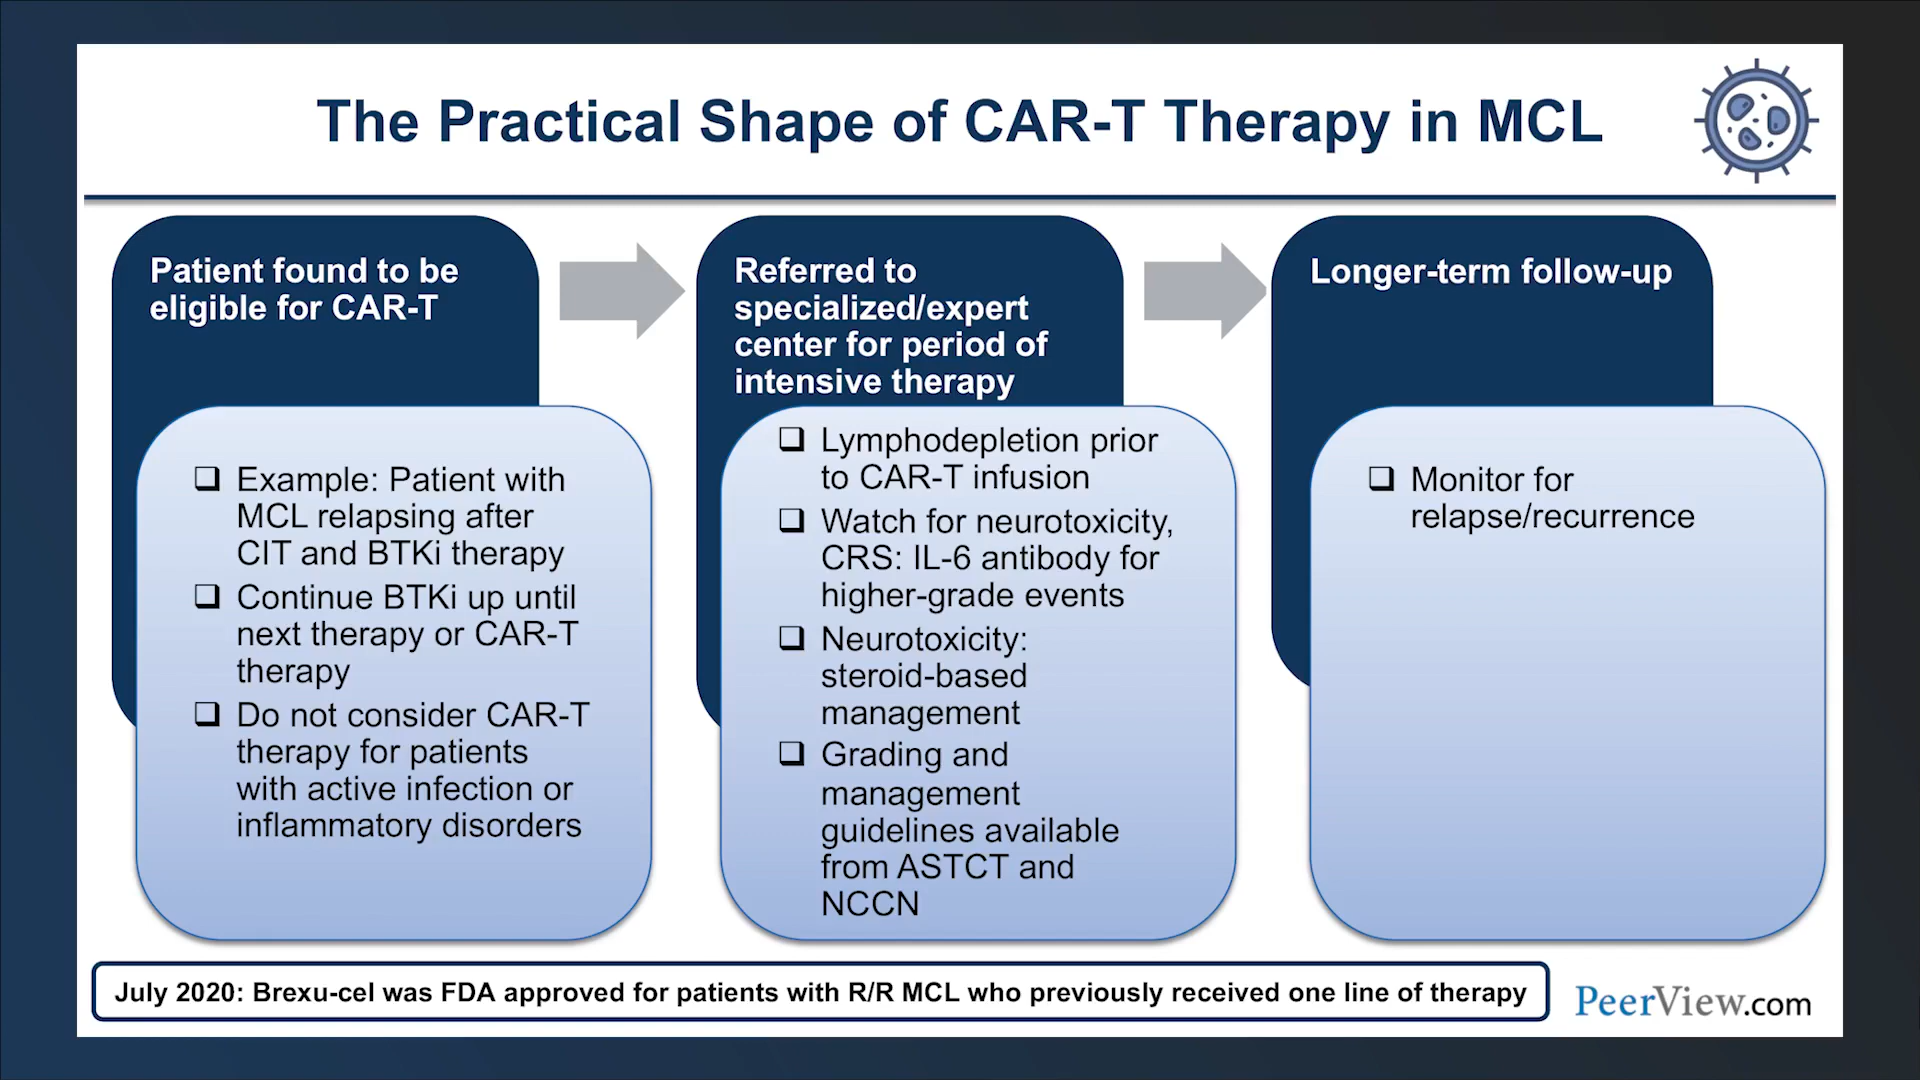 The Practical Shape of CAR-T Therapy in MCL
Patient found to be
eligible for CAR-T
❑ Example: Patient with
MCL relapsing after
CIT and BTKi therapy
❑ Continue BTKi up until
next therapy or CAR-T
therapy
❑ Do not consider CAR-T
therapy for patients
with active infection or
inflammatory disorders
Referred to
specialized/expert
center for period of
intensive therapy
❑ Lymphodepletion prior
to CAR-T infusion
❑ Watch for neurotoxicity,
CRS: IL-6 antibody for
higher-grade events
❑ Neurotoxicity:
steroid-based
management
❑ Grading and
management
guidelines available
from ASTCT and
NCCN
Longer-term follow-up
❑ Monitor for
relapse/recurrence
July 2020: Brexu-cel was FDA approved for patients with R/R MCL who previously received one line of therapy
PeerView.com